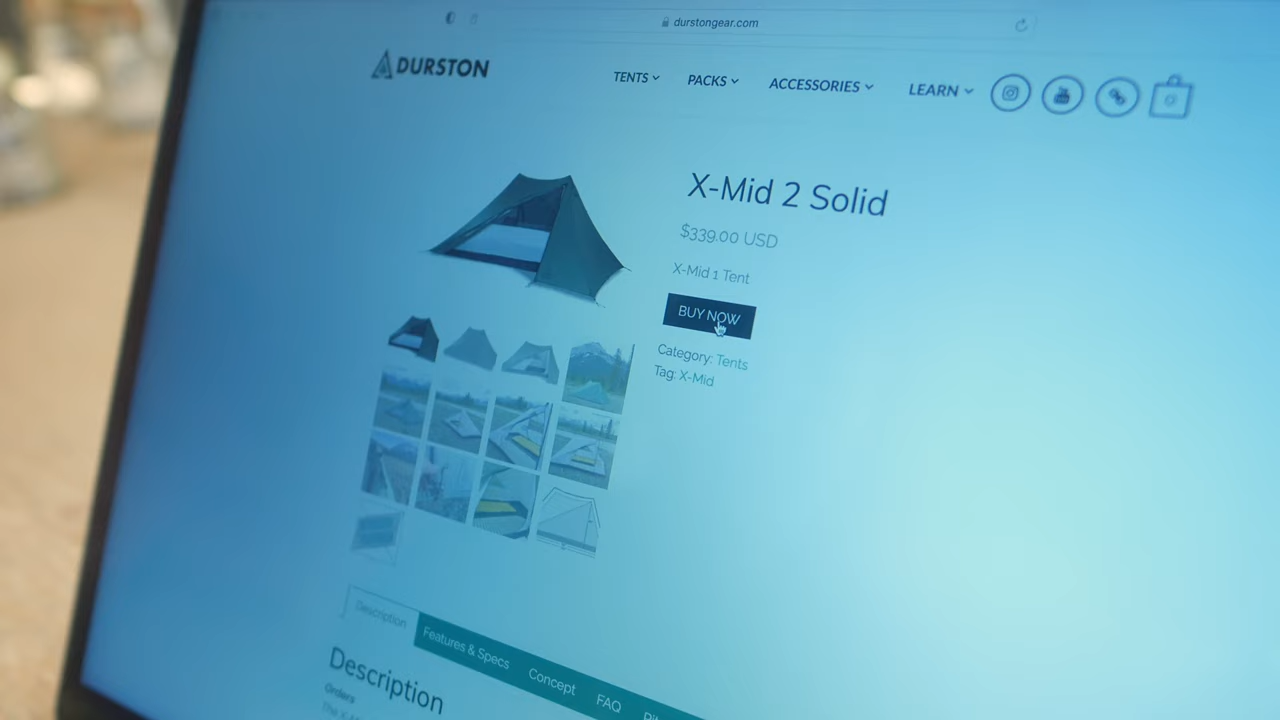 durstongear.com
DURSTON
TENTS
PACKS
ACCESSORIES
LEARN
X-Mid 2 Solid
$339.00 USD
X-Mid 1 Tent
BUY NOW
Category: Tents
Tag: X-Mid
Description
Features & Specs
Concept
FAQ
Description
Orders